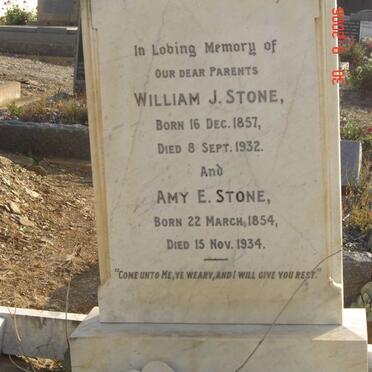 In Loving Memory of
OUR DEAR PARENTS
WILLIAM J. STONE,
BORN 16 DEC. 1857,
DIED 8 SEPT. 1932.
And
AMY E. STONE,
BORN 22 MARCH, 1854,
DIED 15 NOV. 1934.
"COME UNTO ME, YE WEARY, AND I WILL GIVE YOU REST."